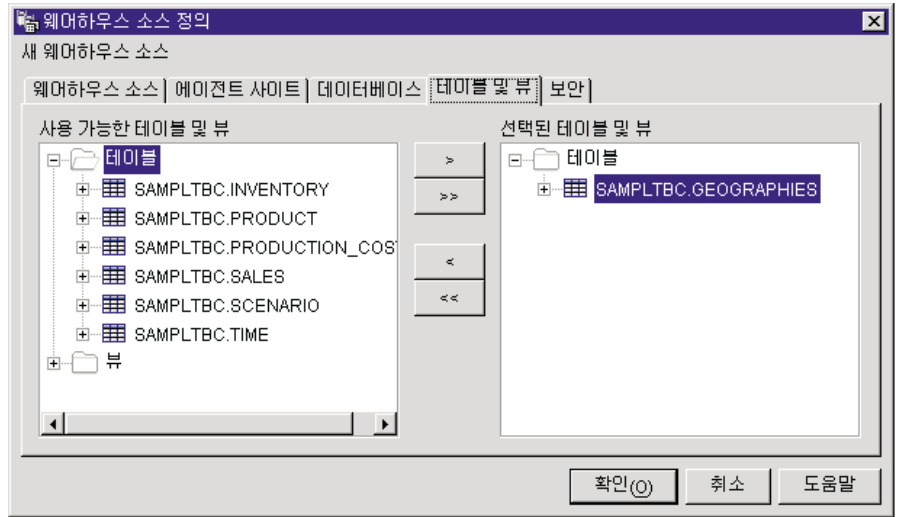 웨어하우스 소스 정의
새 웨어하우스 소스
웨어하우스 소스 에이전트 사이트 데이터베이스 테이블 및 뷰 보안
사용 가능한 테이블 및 뷰
선택된 테이블 및 뷰
테이블
SAMPLTBC.INVENTORY
SAMPLTBC.PRODUCT
SAMPLTBC.PRODUCTION_COS
SAMPLTBC.SALES
SAMPLTBC.SCENARIO
SAMPLTBC.TIME
뷰
>
>>
<
<<
테이블
SAMPLTBC.GEOGRAPHIES
확인(O) 취소 도움말